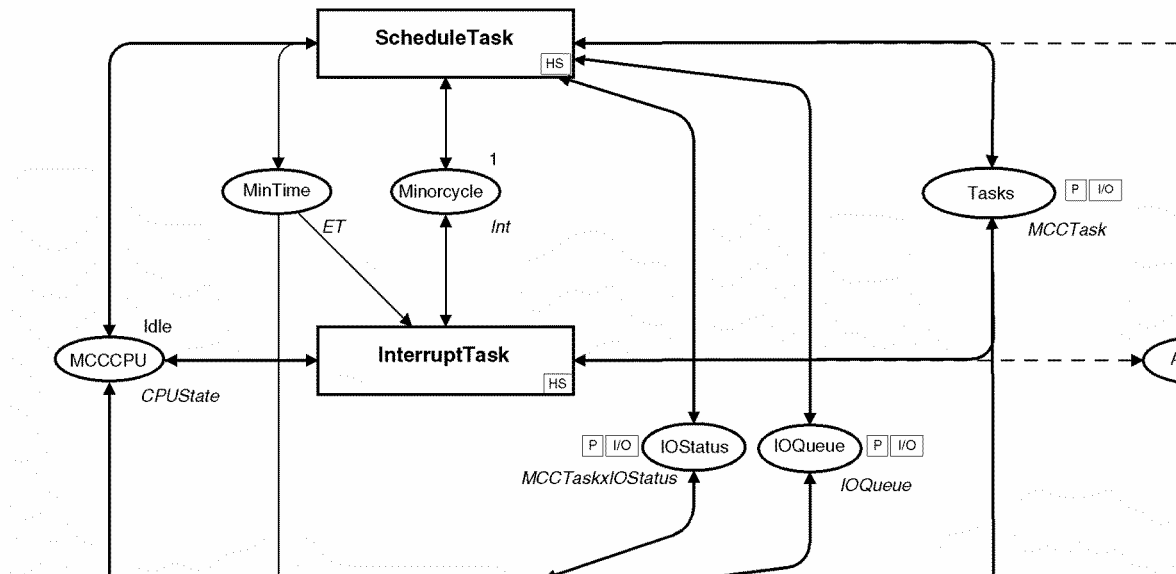 ScheduleTask
HS
1
MinTime
Minorcycle
Tasks
P I/O
ET
Int
MCCTask
Idle
InterruptTask
MCCCPU
HS
CPUState
P I/O
IOStatus
IOQueue
P I/O
MCCTaskxIOStatus
IOQueue